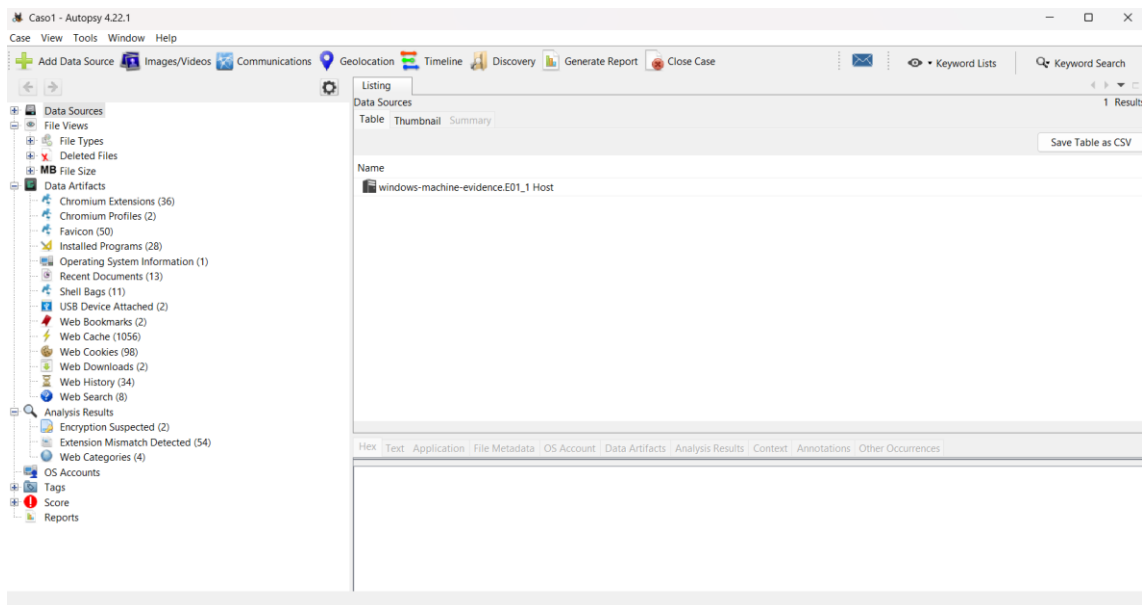 Caso1 - Autopsy 4.22.1
Case View Tools Window Help
Add Data Source Images/Videos Communications Geolocation Timeline Discovery Generate Report Close Case Keyword Lists Keyword Search
Listing
Data Sources 1 Results
Table Thumbnail Summary
Save Table as CSV
Name
windows-machine-evidence.E01_1 Host
Data Sources
File Views
File Types
Deleted Files
MB File Size
Data Artifacts
Chromium Extensions (36)
Chromium Profiles (2)
Favicon (50)
Installed Programs (28)
Operating System Information (1)
Recent Documents (13)
Shell Bags (11)
USB Device Attached (2)
Web Bookmarks (2)
Web Cache (1056)
Web Cookies (98)
Web Downloads (2)
Web History (34)
Web Search (8)
Analysis Results
Encryption Suspected (2)
Extension Mismatch Detected (54)
Web Categories (4)
OS Accounts
Tags
Score
Reports
Hex Text Application File Metadata OS Account Data Artifacts Analysis Results Context Annotations Other Occurrences